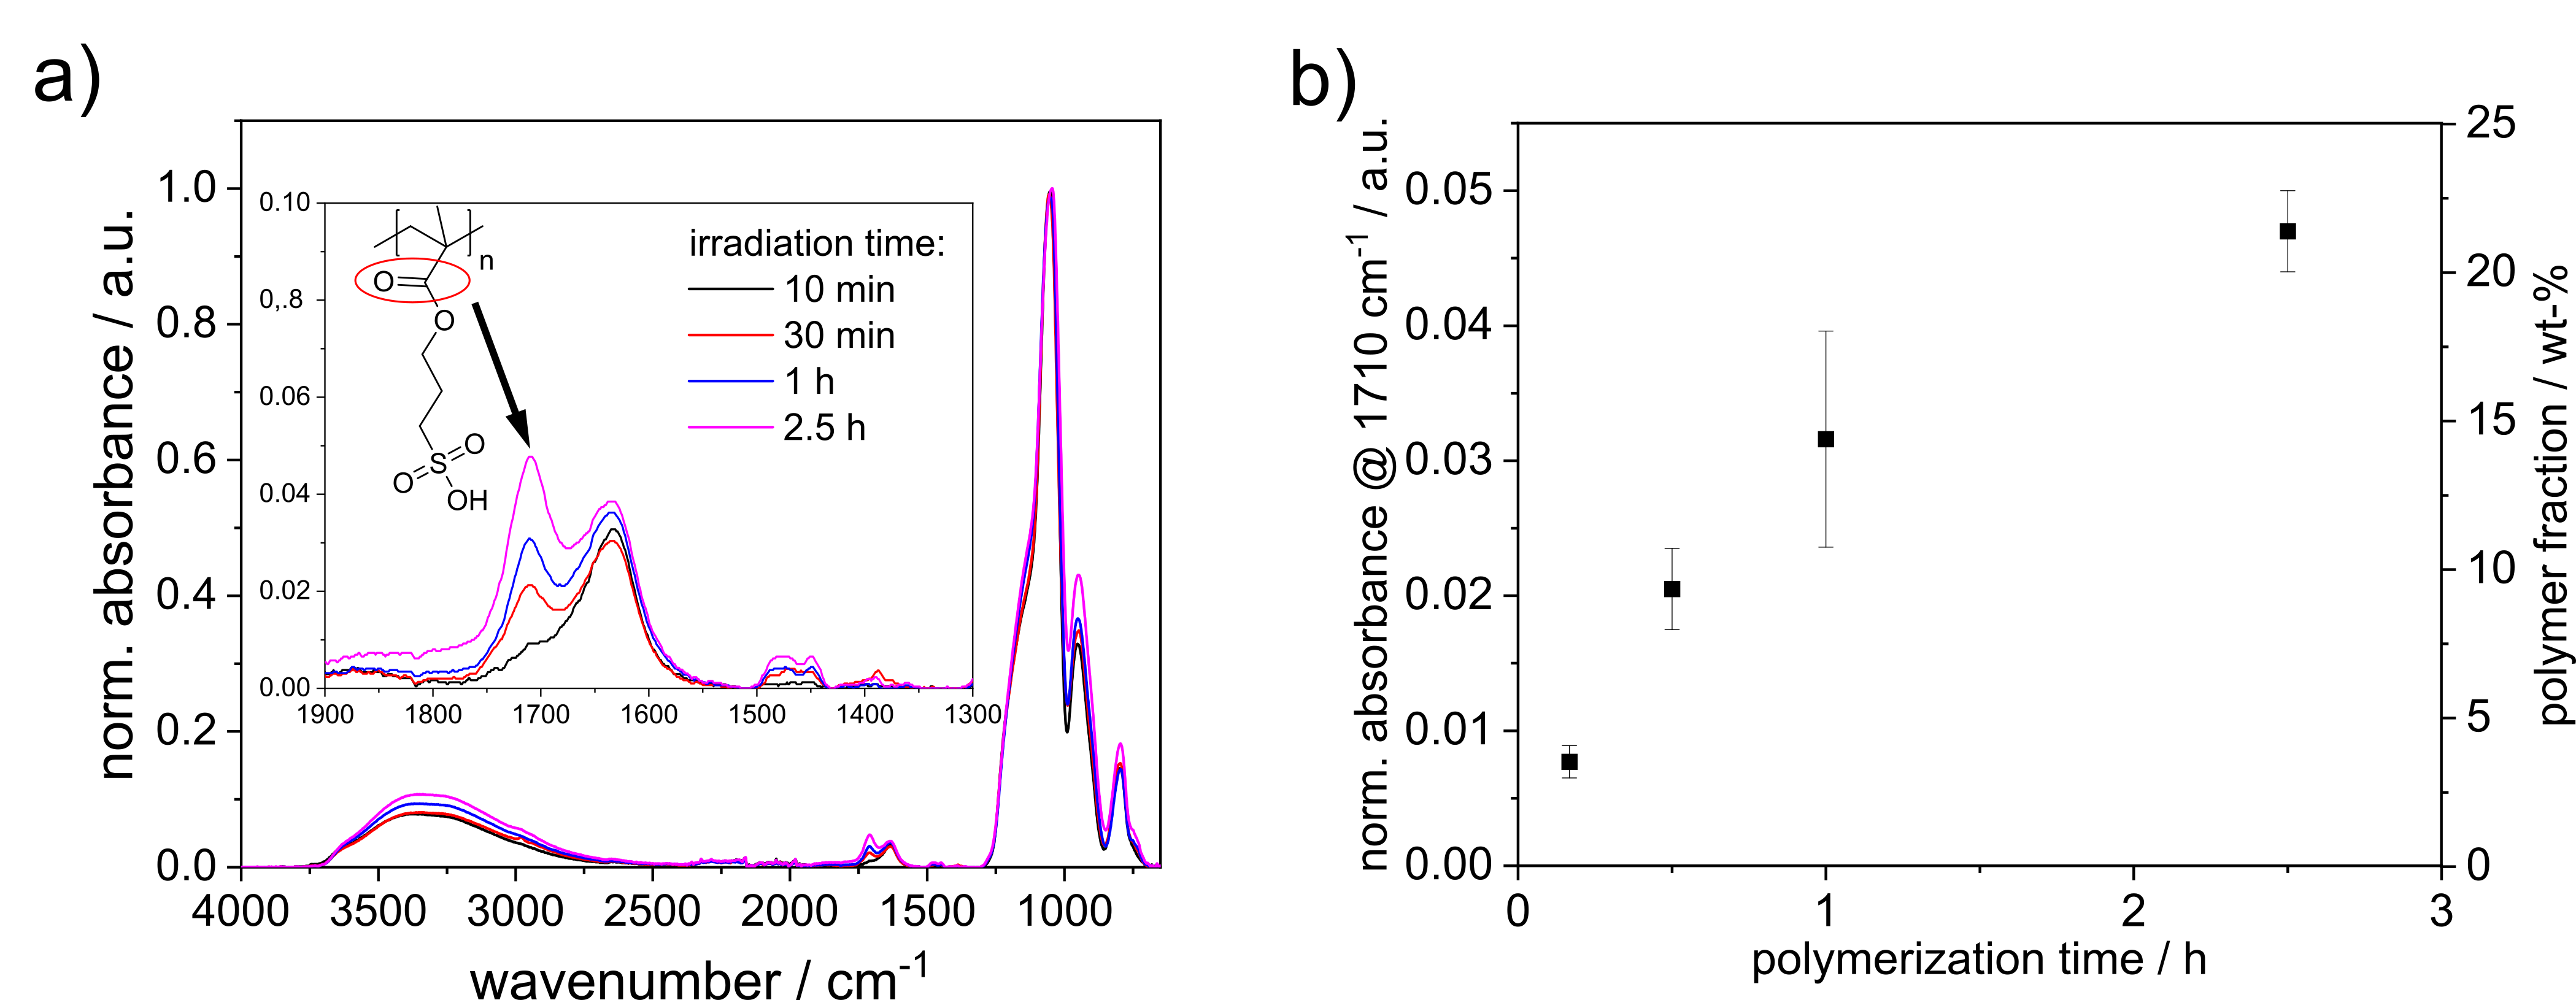 a)
norm. absorbance / a.u.
1.0
0.8
0.6
0.4
0.2
0.0
4000 3500 3000 2500 2000 1500 1000
wavenumber / cm⁻¹
0.10
0,.8
0.06
0.04
0.02
0.00
1900 1800 1700 1600 1500 1400 1300
irradiation time:
10 min
30 min
1 h
2.5 h
n
O
O
O
S
O
OH
b)
norm. absorbance @ 1710 cm⁻¹ / a.u.
0.05
0.04
0.03
0.02
0.01
0.00
0 1 2 3
polymerization time / h
25
20
15
10
5
0
polymer fraction / wt-%